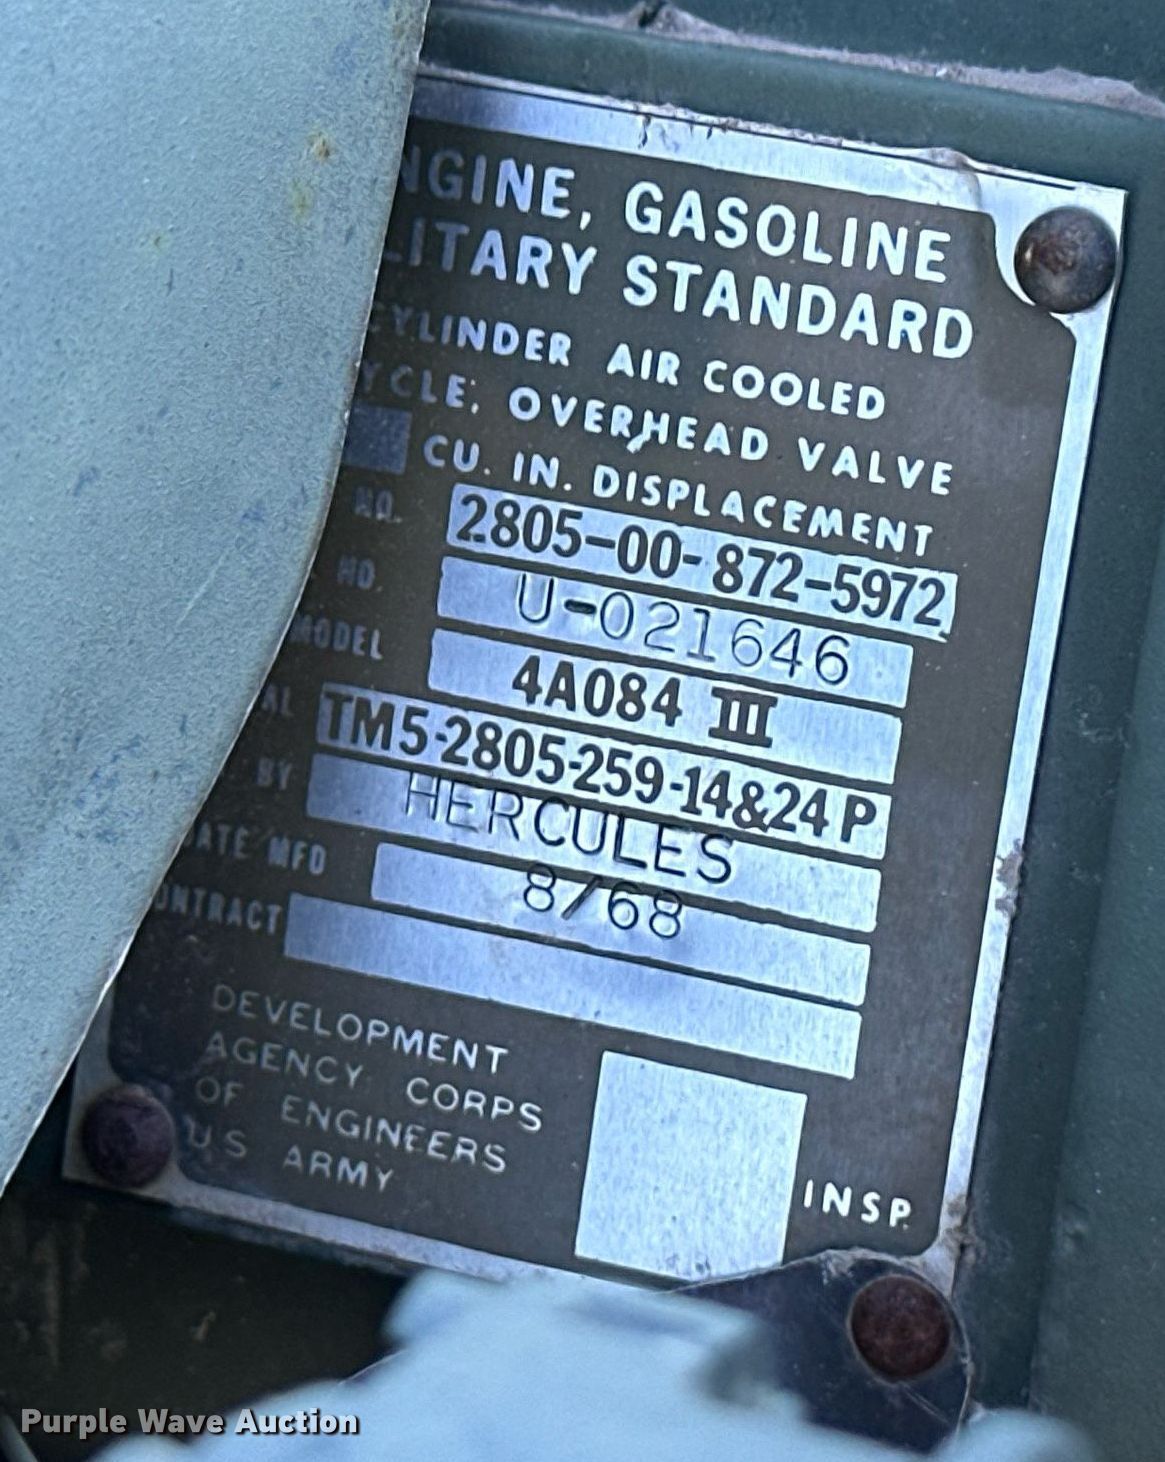 NGINE, GASOLINE
LITARY STANDARD
CYLINDER AIR COOLED
YCLE; OVERHEAD VALVE
CU. IN. DISPLACEMENT
NO. 2805-00-872-5972
NO. U-021646
MODEL 4A084 III
AL TM5-2805-259-14&24P
BY HERCULES
DATE MFD 8/68
ONTRACT
DEVELOPMENT
AGENCY CORPS
OF ENGINEERS
U S ARMY
INSP.
Purple Wave Auction